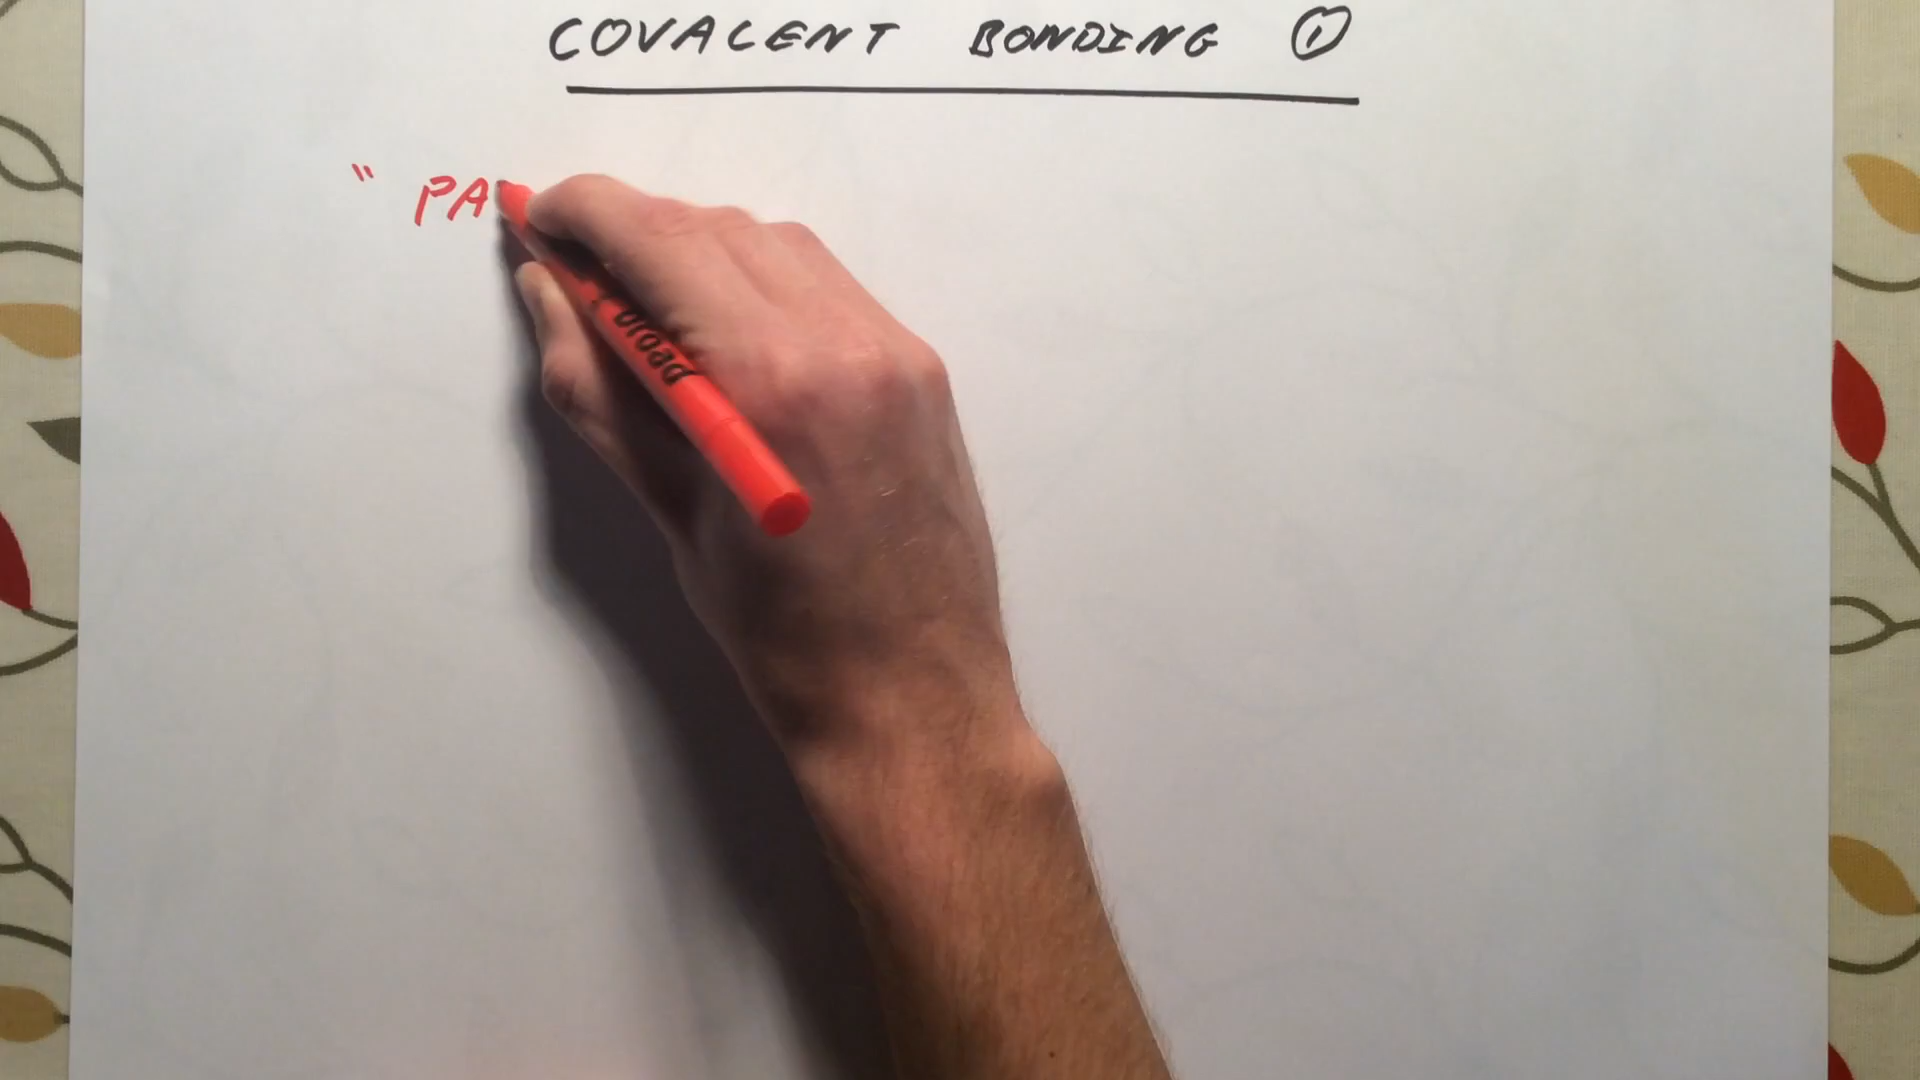 COVALENT BONDING ①
" PA